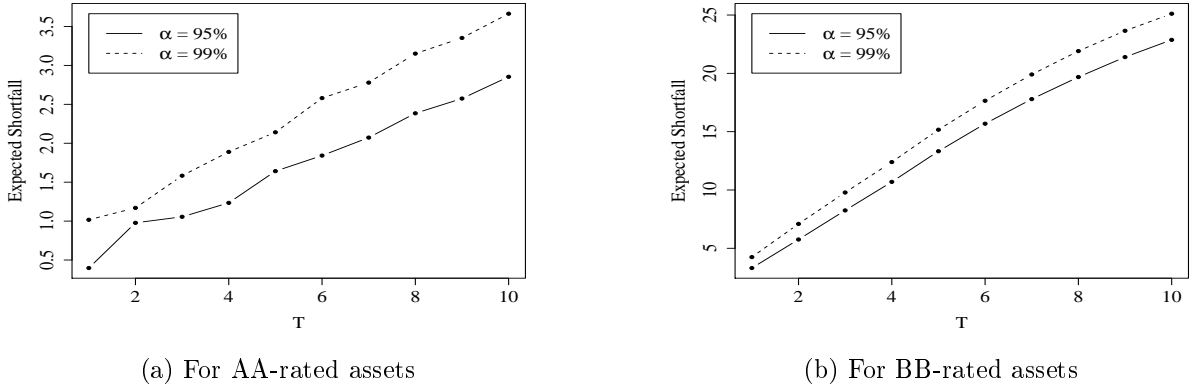 α = 95%
α = 99%
Expected Shortfall
3.5
3.0
2.5
2.0
1.5
1.0
0.5
2 4 6 8 10
T
(a) For AA-rated assets
α = 95%
α = 99%
Expected Shortfall
25
20
15
10
5
2 4 6 8 10
T
(b) For BB-rated assets